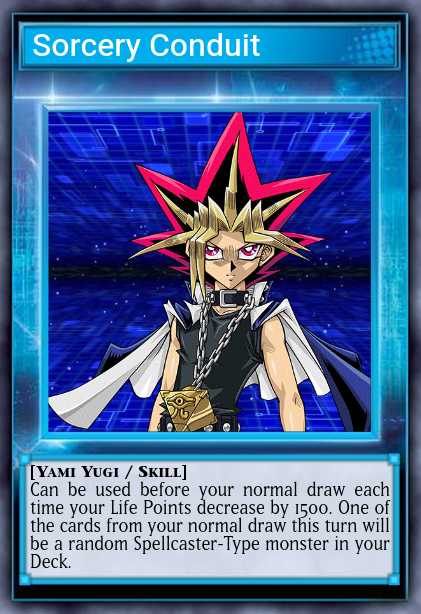 Sorcery Conduit
[Yami Yugi / Skill]
Can be used before your normal draw each
time your Life Points decrease by 1500. One of
the cards from your normal draw this turn will
be a random Spellcaster-Type monster in your
Deck.